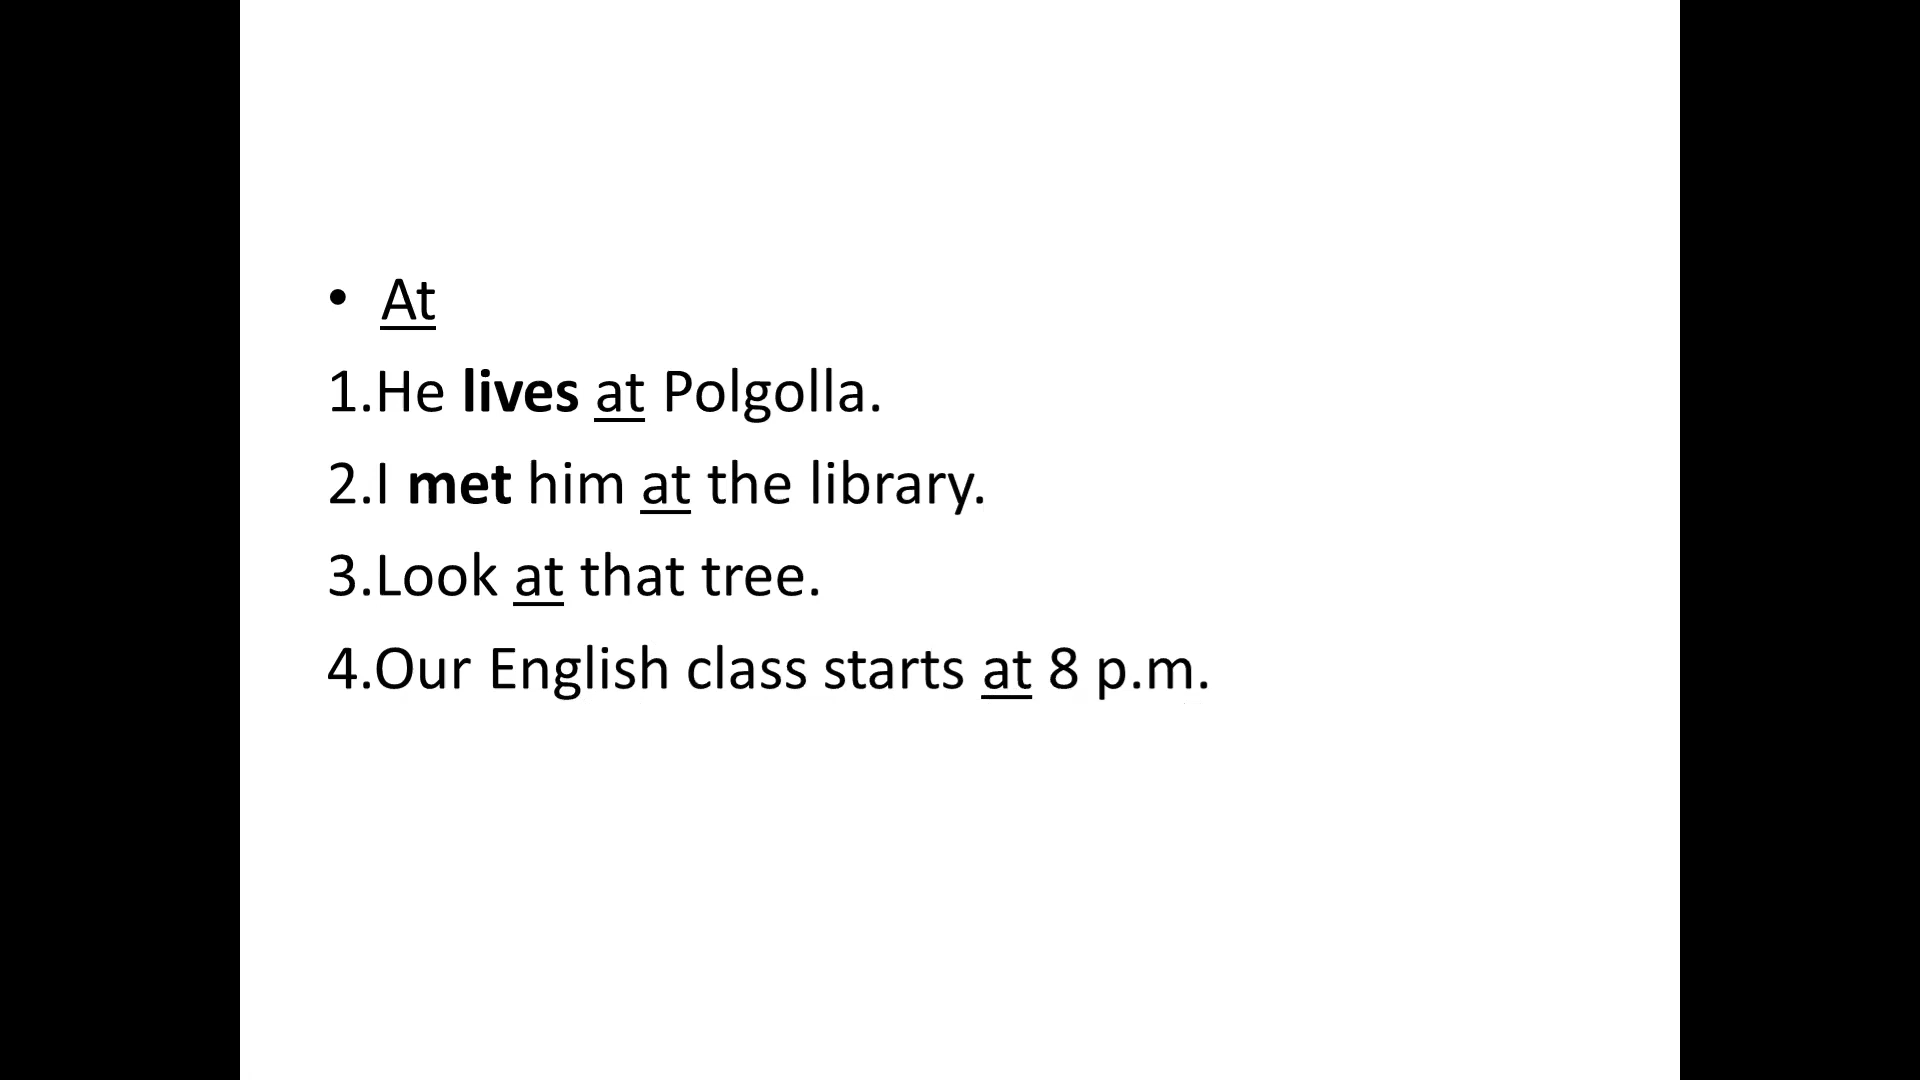 • At
1.He lives at Polgolla.
2.I met him at the library.
3.Look at that tree.
4.Our English class starts at 8 p.m.